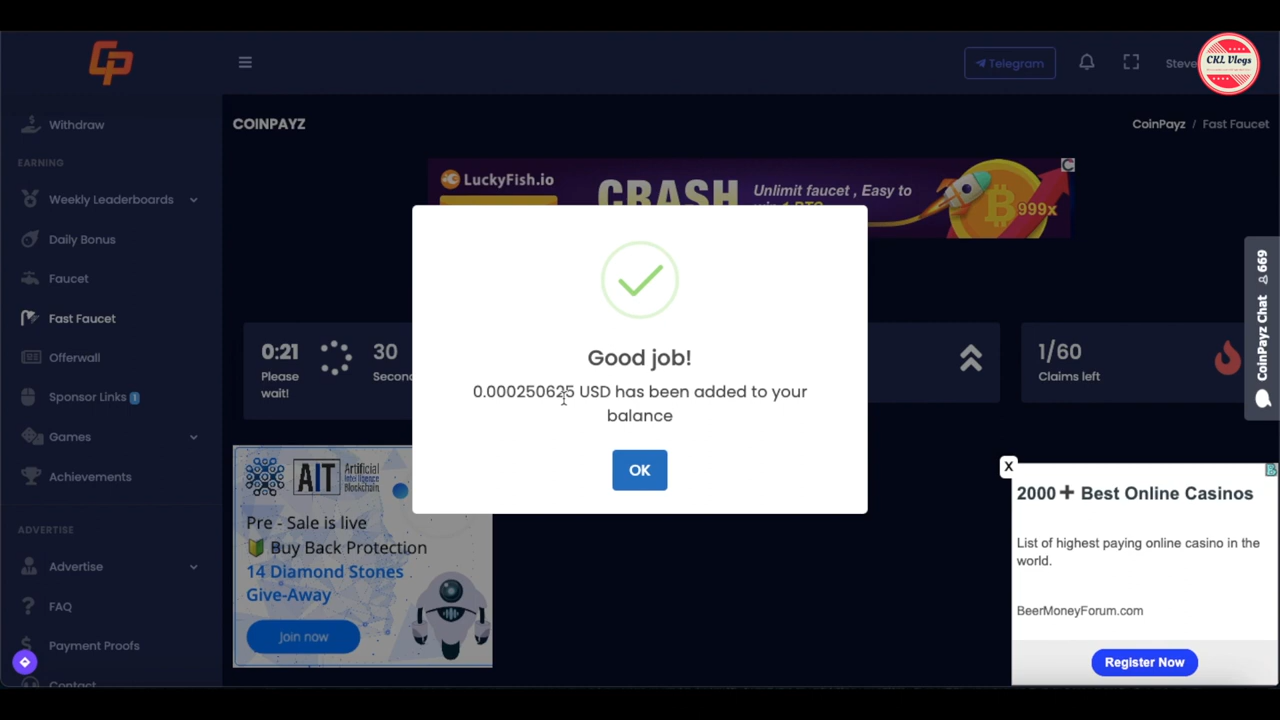 CP
Telegram
Steve
CKL Vlogs
Withdraw
EARNING
Weekly Leaderboards
Daily Bonus
Faucet
Fast Faucet
Offerwall
Sponsor Links 1
Games
Achievements
ADVERTISE
Advertise
FAQ
Payment Proofs
Contact
COINPAYZ
CoinPayz / Fast Faucet
LuckyFish.io
CRASH
Unlimit faucet , Easy to
win 1 BTC
999x
0:21
Please
wait!
30
Good job!
0.000250625 USD has been added to your
balance
OK
1/60
Claims left
CoinPayz Chat 669
AIT
Artificial
Intelligence
Blockchain
Pre - Sale is live
Buy Back Protection
14 Diamond Stones
Give-Away
Join now
X
2000+ Best Online Casinos
List of highest paying online casino in the
world.
BeerMoneyForum.com
Register Now